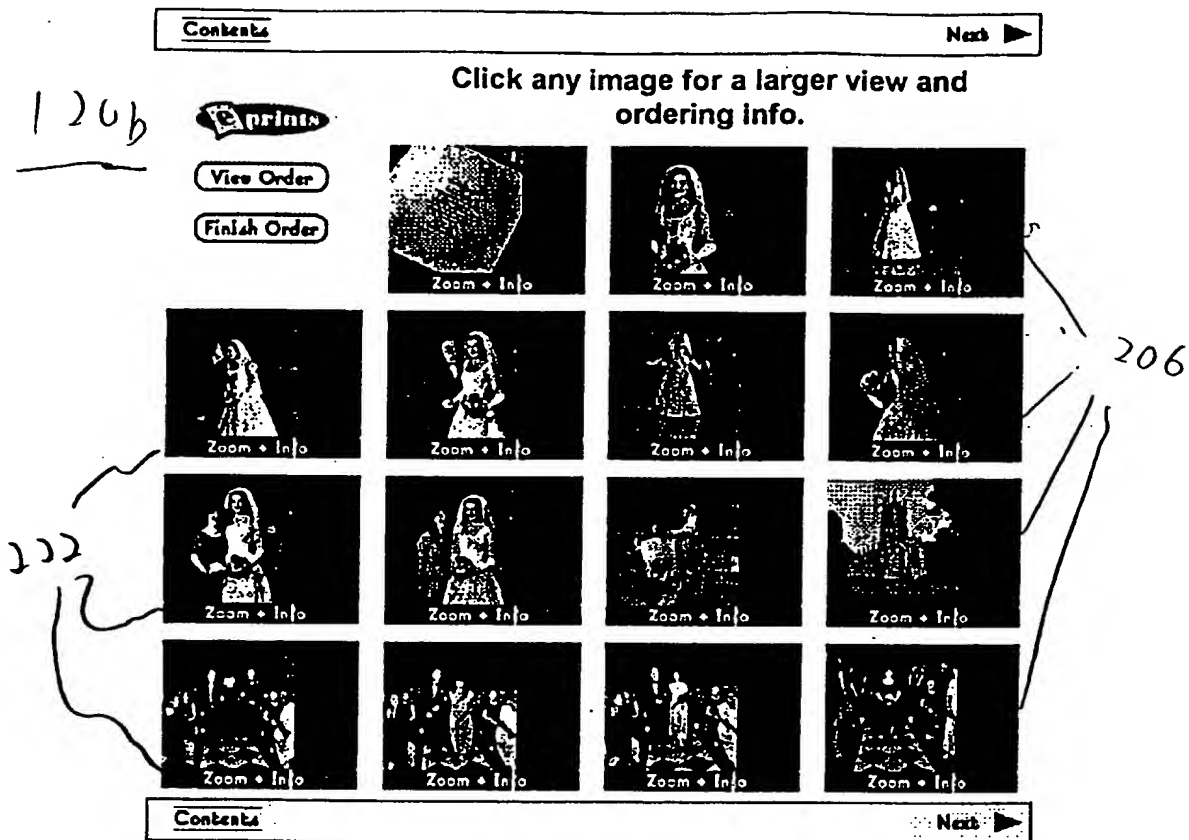 Contents Next
Click any image for a larger view and
ordering info.
120b
eprints
View Order
Finish Order
Zoom + Info Zoom + Info Zoom + Info
206
Zoom + Info Zoom + Info Zoom + Info Zoom + Info
222
Zoom + Info Zoom + Info Zoom + Info Zoom + Info
Zoom + Info Zoom + Info Zoom + Info Zoom + Info
Contents Next